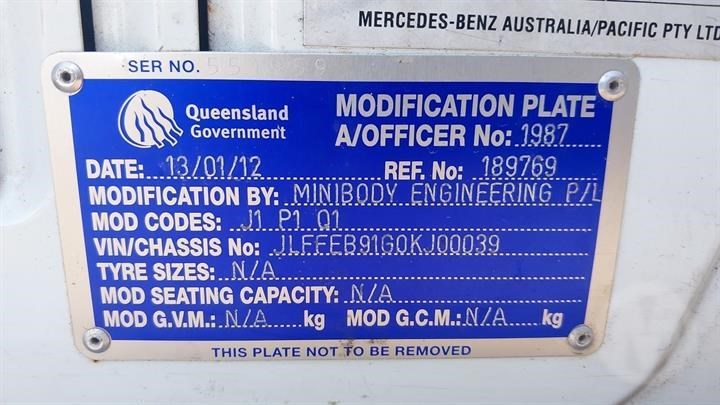 MERCEDES-BENZ AUSTRALIA/PACIFIC PTY LTD
SER NO.
Queensland Government
MODIFICATION PLATE
A/OFFICER No: 1987
DATE: 13/01/12 REF. No: 189769
MODIFICATION BY: MINIBODY ENGINEERING P/L
MOD CODES: J1 P1 Q1
VIN/CHASSIS No: JLFFEB91G0KJ00039
TYRE SIZES: N/A
MOD SEATING CAPACITY: N/A
MOD G.V.M.: N/A kg MOD G.C.M.: N/A kg
THIS PLATE NOT TO BE REMOVED